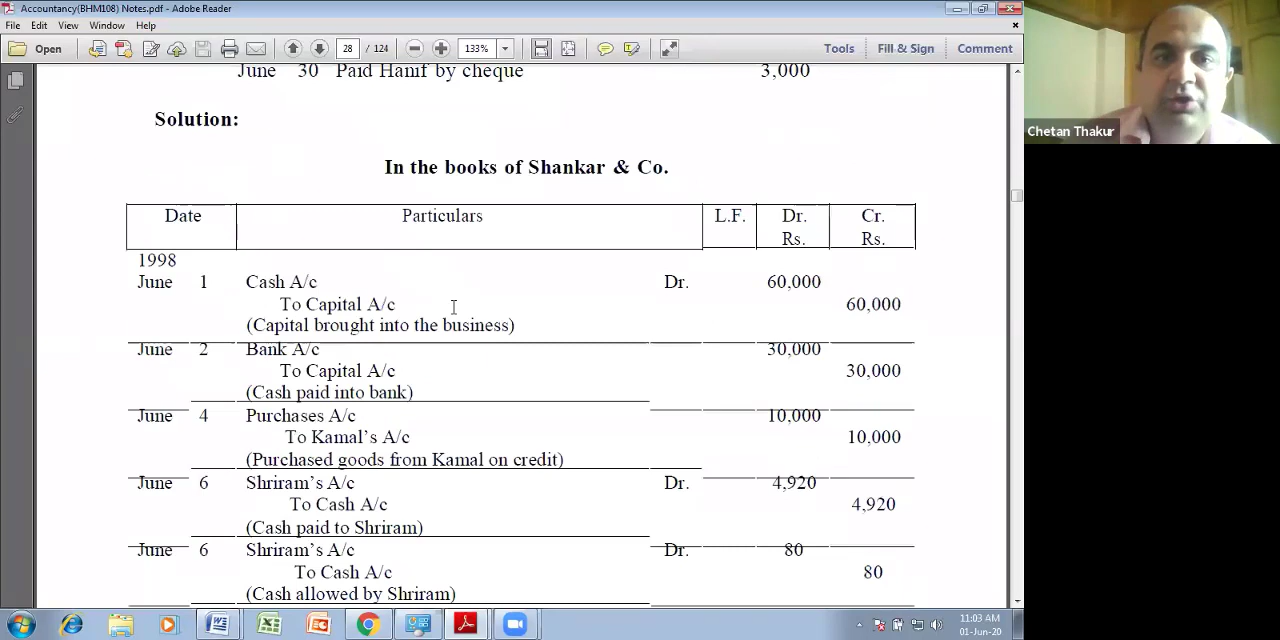 Accountancy(BHM108) Notes.pdf - Adobe Reader
File Edit View Window Help
Open 28 / 124 133% Tools Fill & Sign Comment
June 30 Paid Hanif by cheque 3,000
Solution:
In the books of Shankar & Co.
Date Particulars L.F. Dr. Cr.
Rs. Rs.
1998
June 1 Cash A/c Dr. 60,000
To Capital A/c 60,000
(Capital brought into the business)
June 2 Bank A/c 30,000
To Capital A/c 30,000
(Cash paid into bank)
June 4 Purchases A/c 10,000
To Kamal's A/c 10,000
(Purchased goods from Kamal on credit)
June 6 Shriram's A/c Dr. 4,920
To Cash A/c 4,920
(Cash paid to Shriram)
June 6 Shriram's A/c Dr. 80
To Cash A/c 80
(Cash allowed by Shriram)
Chetan Thakur
11:03 AM
01-Jun-20